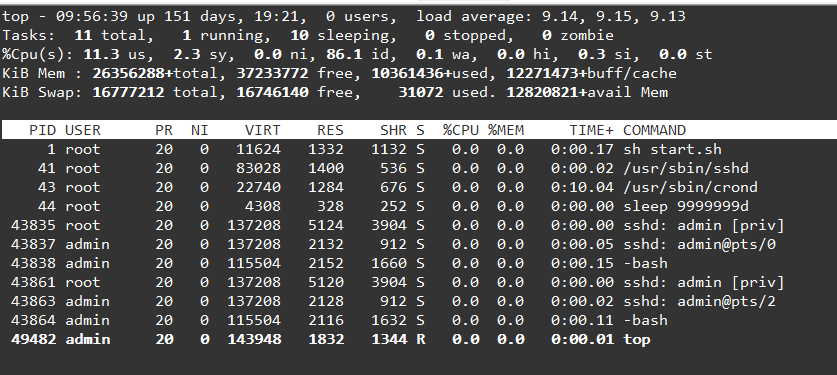 top - 09:56:39 up 151 days, 19:21,  0 users,  load average: 9.14, 9.15, 9.13
Tasks:  11 total,   1 running,  10 sleeping,   0 stopped,   0 zombie
%Cpu(s): 11.3 us,  2.3 sy,  0.0 ni, 86.1 id,  0.1 wa,  0.0 hi,  0.3 si,  0.0 st
KiB Mem : 26356288+total, 37233772 free, 10361436+used, 12271473+buff/cache
KiB Swap: 16777212 total, 16746140 free,    31072 used. 12820821+avail Mem
PID USER      PR  NI    VIRT    RES    SHR S  %CPU %MEM     TIME+ COMMAND
1 root      20   0   11624   1332   1132 S   0.0  0.0   0:00.17 sh start.sh
41 root      20   0   83028   1400    536 S   0.0  0.0   0:00.02 /usr/sbin/sshd
43 root      20   0   22740   1284    676 S   0.0  0.0   0:10.04 /usr/sbin/crond
44 root      20   0    4308    328    252 S   0.0  0.0   0:00.00 sleep 9999999d
43835 root      20   0  137208   5124   3904 S   0.0  0.0   0:00.00 sshd: admin [priv]
43837 admin     20   0  137208   2132    912 S   0.0  0.0   0:00.05 sshd: admin@pts/0
43838 admin     20   0  115504   2152   1660 S   0.0  0.0   0:00.15 -bash
43861 root      20   0  137208   5120   3904 S   0.0  0.0   0:00.00 sshd: admin [priv]
43863 admin     20   0  137208   2128    912 S   0.0  0.0   0:00.02 sshd: admin@pts/2
43864 admin     20   0  115504   2116   1632 S   0.0  0.0   0:00.11 -bash
49482 admin     20   0  143948   1832   1344 R   0.0  0.0   0:00.01 top